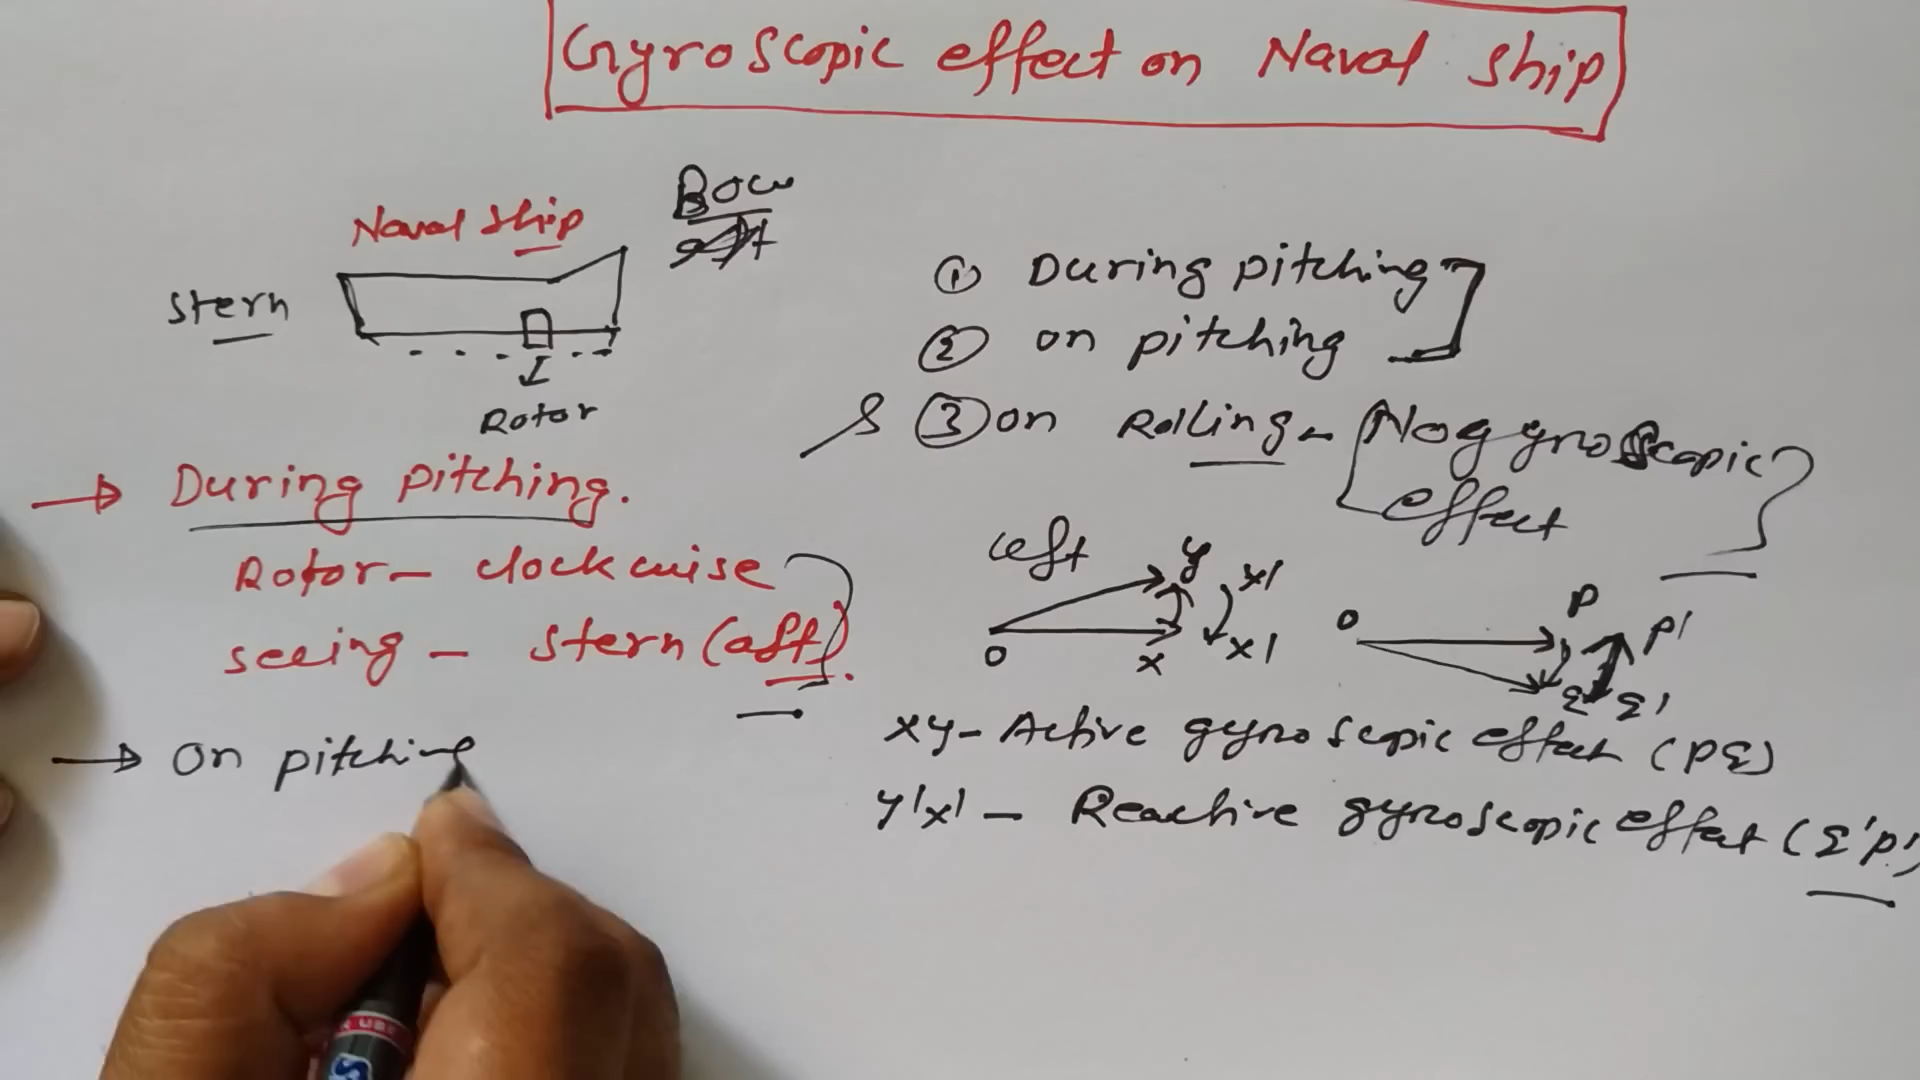 Gyroscopic effect on Naval ship
Naval ship
Bow
Stern
Rotor
① During pitching
② on pitching
③ on Rolling - No gyroscopic
effect
→ During pitching.
Rotor - clockwise
seeing - stern (aft).
→ On pitching
left
y
x'
o
x
x'
o
P
P'
Q
Q'
xy - Active gyroscopic effect (PQ)
y'x' - Reactive gyroscopic effect (Q'P')